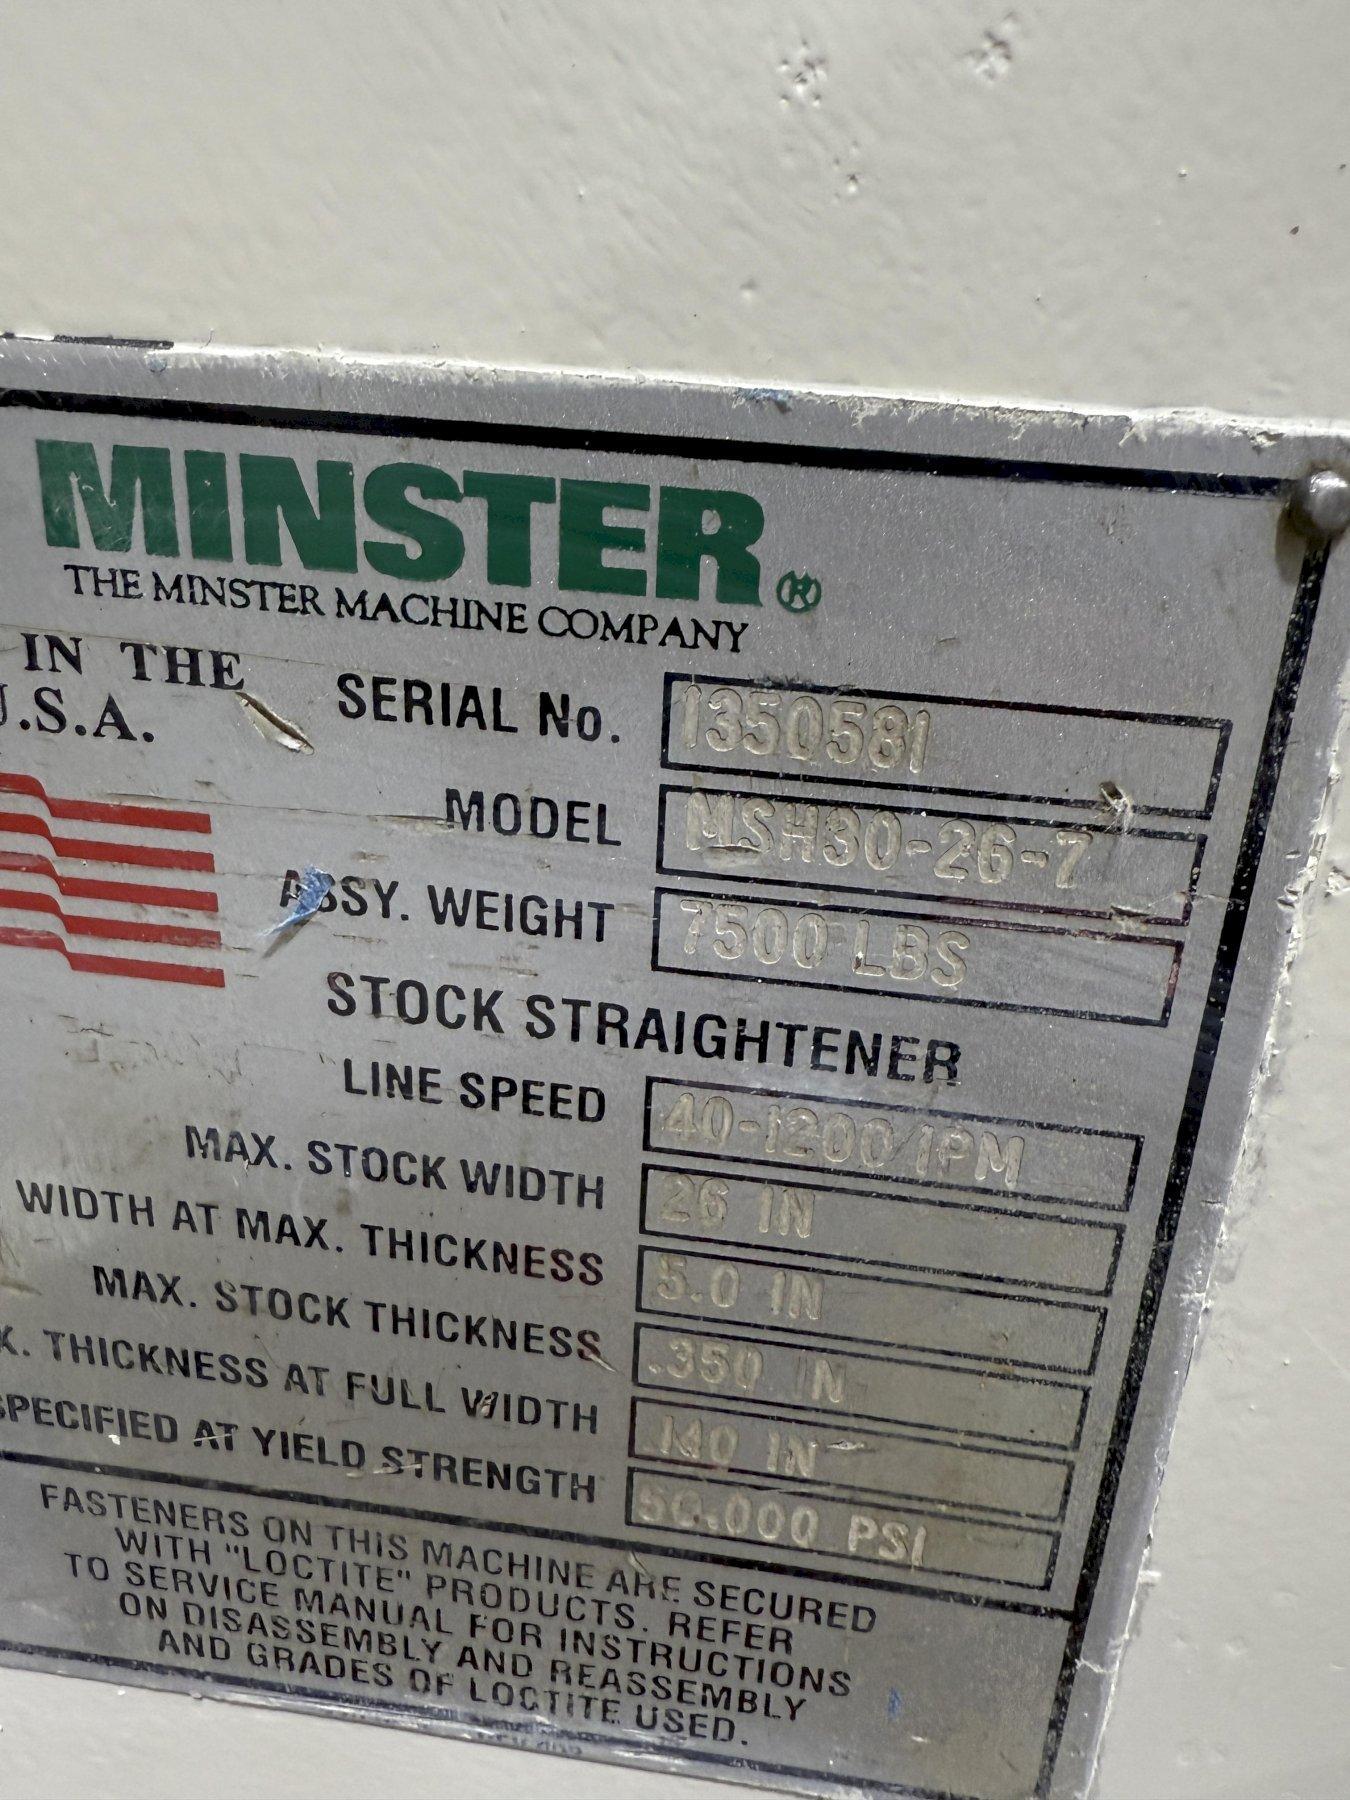 MINSTER®
THE MINSTER MACHINE COMPANY
IN THE
U.S.A.
SERIAL No. 1350581
MODEL MSH30-26-7
ASSY. WEIGHT 7500 LBS
STOCK STRAIGHTENER
LINE SPEED 40-1200/IPM
MAX. STOCK WIDTH 26 IN
WIDTH AT MAX. THICKNESS 5.0 IN
MAX. STOCK THICKNESS .350 IN
X. THICKNESS AT FULL WIDTH .140 IN
SPECIFIED AT YIELD STRENGTH 50.000 PSI
FASTENERS ON THIS MACHINE ARE SECURED
WITH "LOCTITE" PRODUCTS. REFER
TO SERVICE MANUAL FOR INSTRUCTIONS
ON DISASSEMBLY AND REASSEMBLY
AND GRADES OF LOCTITE USED.